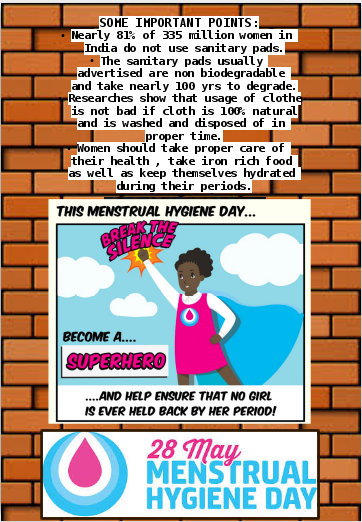 SOME IMPORTANT POINTS:
• Nearly 81% of 335 million women in
India do not use sanitary pads.
• The sanitary pads usually
advertised are non biodegradable
and take nearly 100 yrs to degrade.
Researches show that usage of clothe
is not bad if cloth is 100% natural
and is washed and disposed of in
proper time.
• Women should take proper care of
their health , take iron rich food
as well as keep themselves hydrated
during their periods.
THIS MENSTRUAL HYGIENE DAY...
BREAK THE
SILENCE
BECOME A....
SUPERHERO
....AND HELP ENSURE THAT NO GIRL
IS EVER HELD BACK BY HER PERIOD!
28 May
MENSTRUAL
HYGIENE DAY